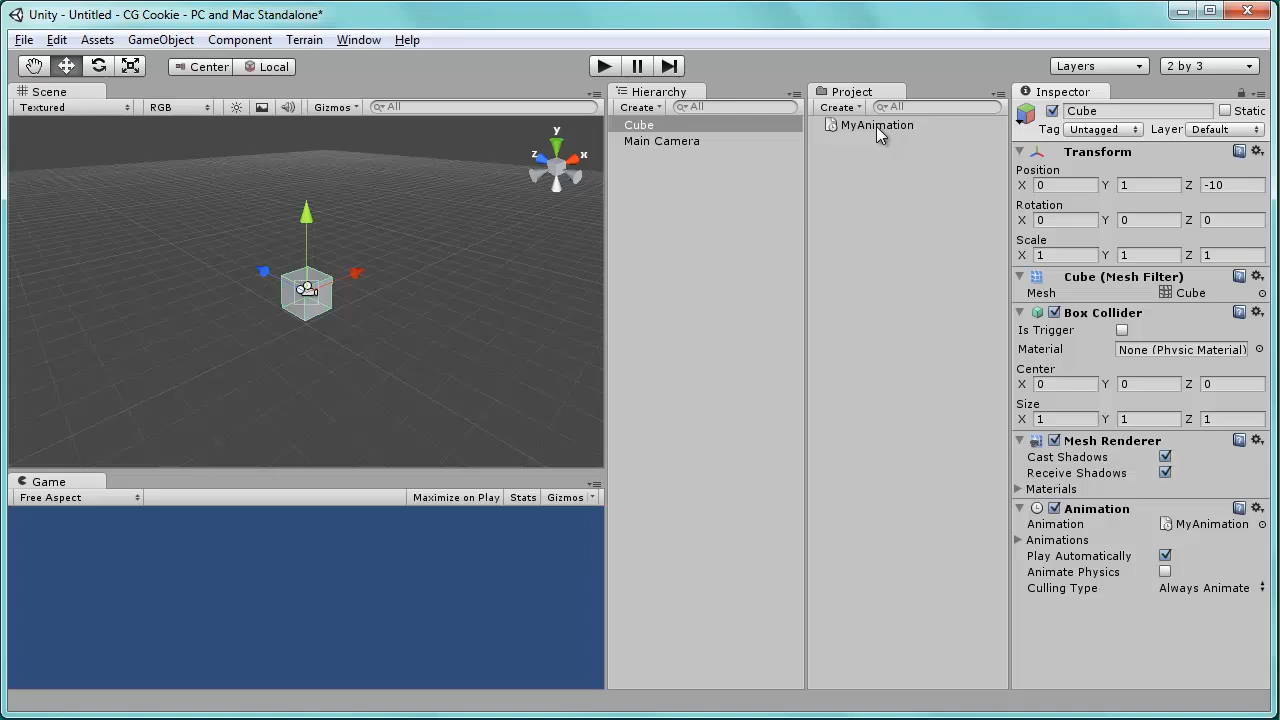 Unity - Untitled - CG Cookie - PC and Mac Standalone*
File Edit Assets GameObject Component Terrain Window Help
Center Local Layers 2 by 3
Scene
Textured RGB Gizmos All
y
z x
Game
Free Aspect Maximize on Play Stats Gizmos
Hierarchy
Create All
Cube
Main Camera
Project
Create All
MyAnimation
Inspector
Cube Static
Tag Untagged Layer Default
Transform
Position
X 0 Y 1 Z -10
Rotation
X 0 Y 0 Z 0
Scale
X 1 Y 1 Z 1
Cube (Mesh Filter)
Mesh Cube
Box Collider
Is Trigger
Material None (Physic Material)
Center
X 0 Y 0 Z 0
Size
X 1 Y 1 Z 1
Mesh Renderer
Cast Shadows
Receive Shadows
Materials
Animation
Animation MyAnimation
Animations
Play Automatically
Animate Physics
Culling Type Always Animate